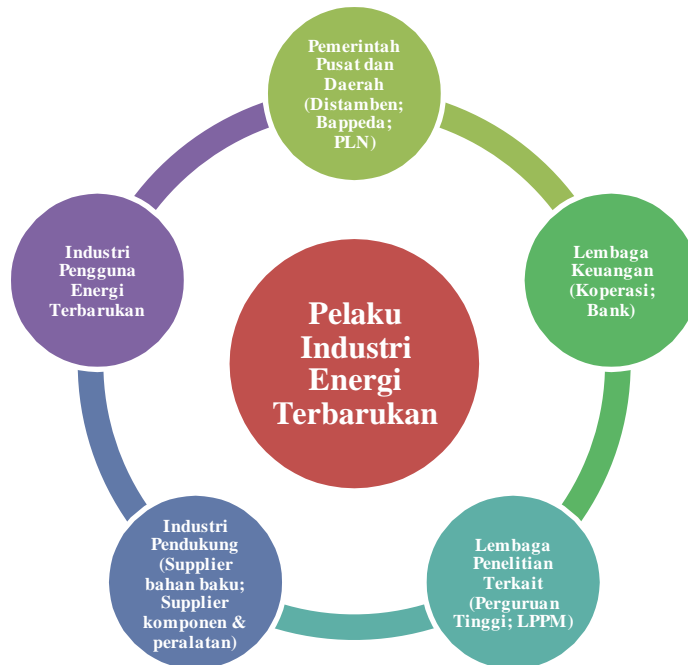 Pemerintah
Pusat dan
Daerah
(Distamben;
Bappeda;
PLN)
Lembaga
Keuangan
(Koperasi;
Bank)
Lembaga
Penelitian
Terkait
(Perguruan
Tinggi; LPPM)
Industri
Pendukung
(Supplier
bahan baku;
Supplier
komponen &
peralatan)
Industri
Pengguna
Energi
Terbarukan
Pelaku
Industri
Energi
Terbarukan